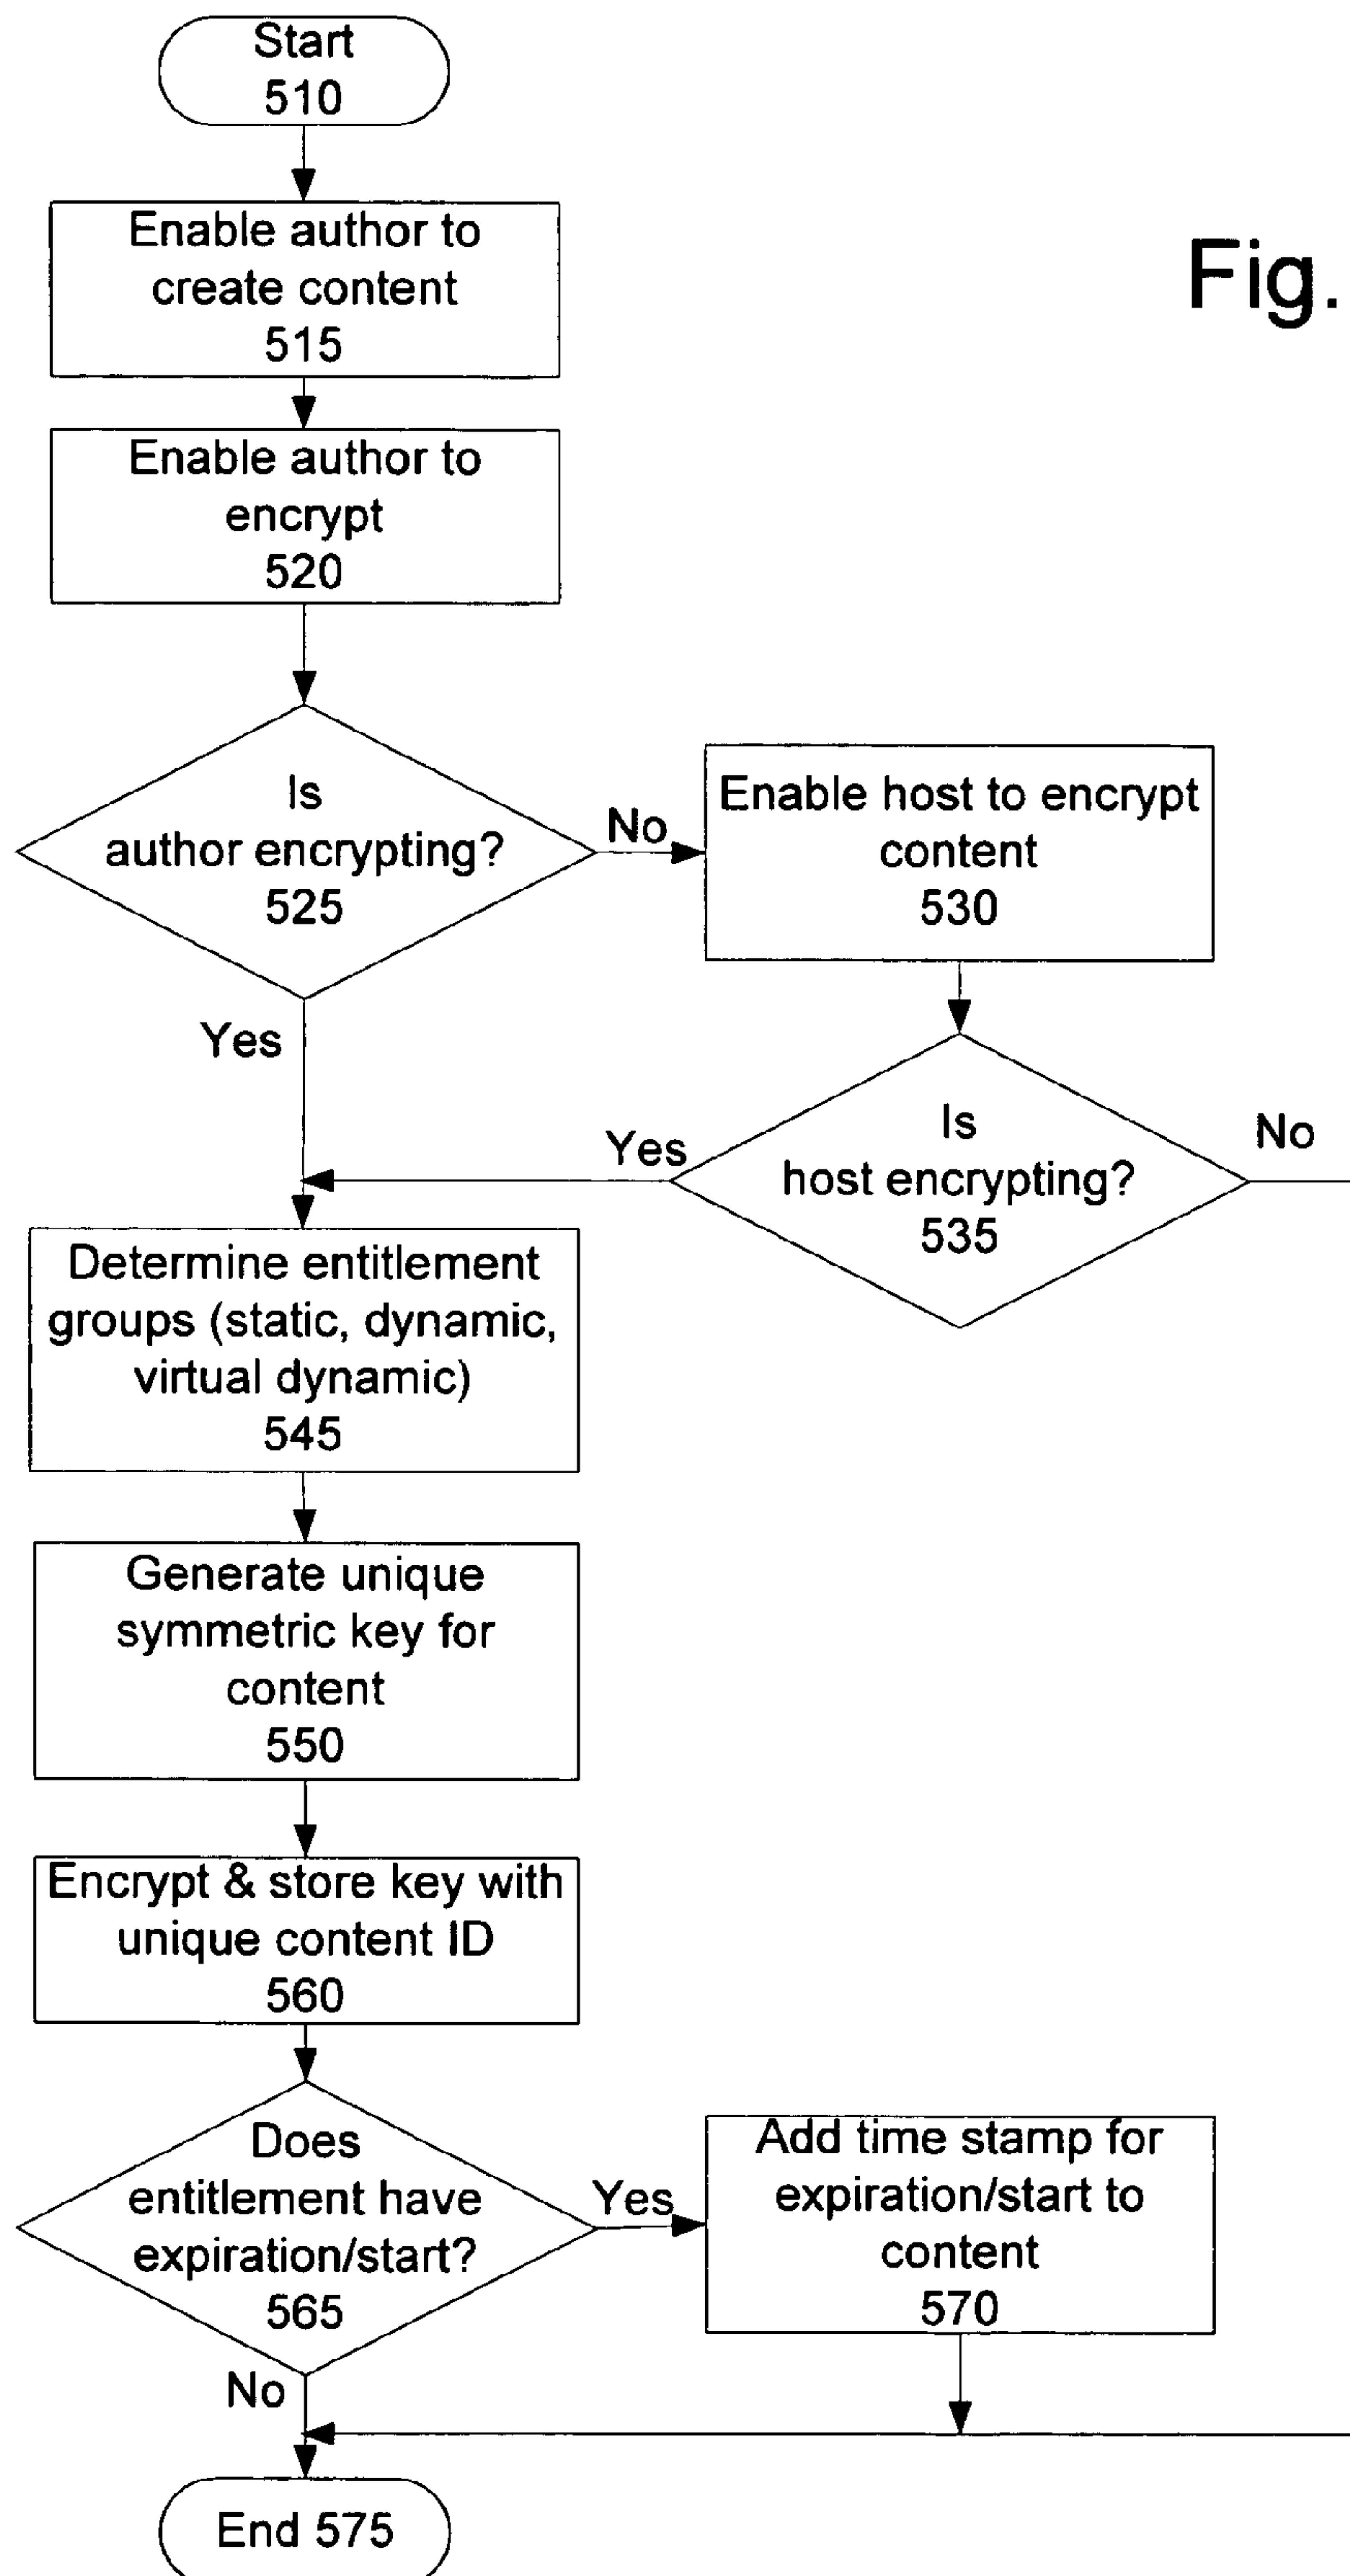 Start
510
Enable author to
create content
515
Fig.
Enable author to
encrypt
520
Is
author encrypting?
525
No
Enable host to encrypt
content
530
Yes
Is
host encrypting?
535
Yes
No
Determine entitlement
groups (static, dynamic,
virtual dynamic)
545
Generate unique
symmetric key for
content
550
Encrypt & store key with
unique content ID
560
Does
entitlement have
expiration/start?
565
Yes
Add time stamp for
expiration/start to
content
570
No
End 575